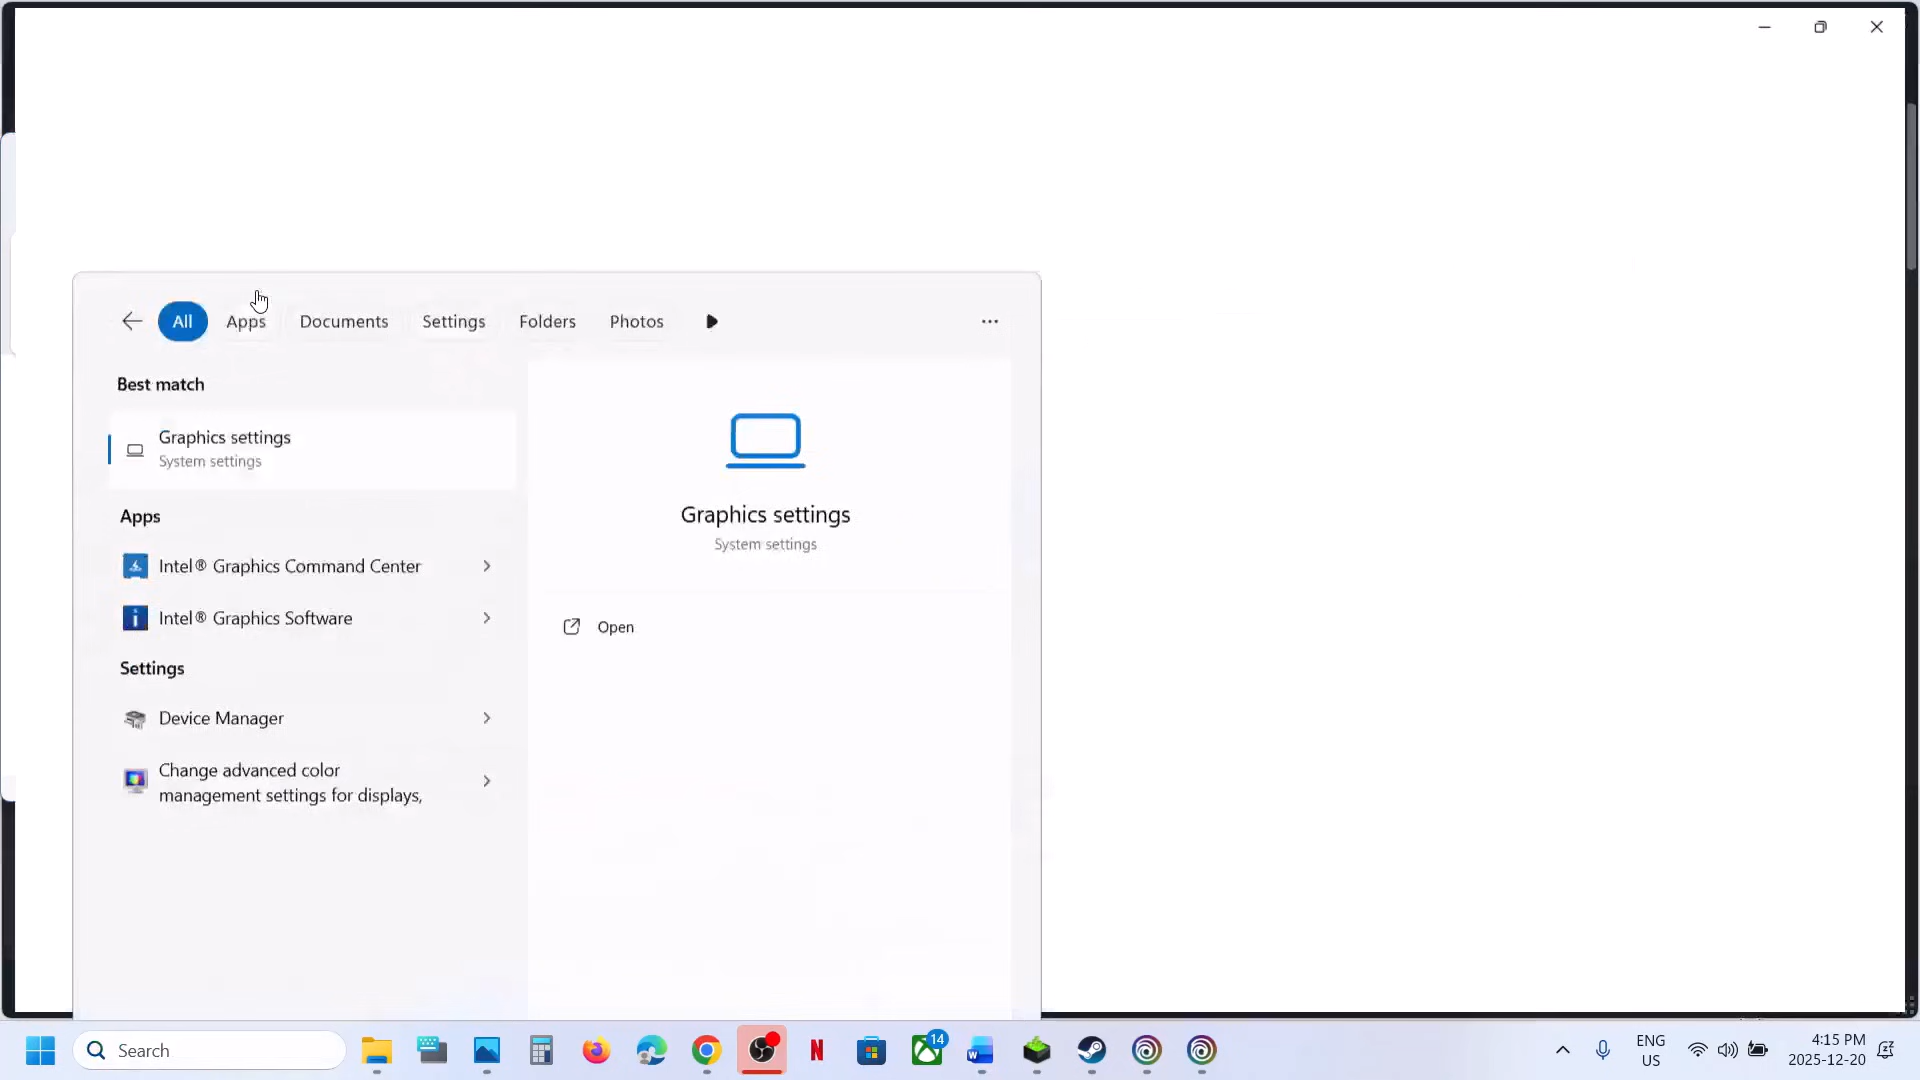 All
Apps
Documents
Settings
Folders
Photos
Best match
Graphics settings
System settings
Apps
Intel® Graphics Command Center
Intel® Graphics Software
Settings
Device Manager
Change advanced color
management settings for displays,
Graphics settings
System settings
Open
Search
14
ENG
US
4:15 PM
2025-12-20